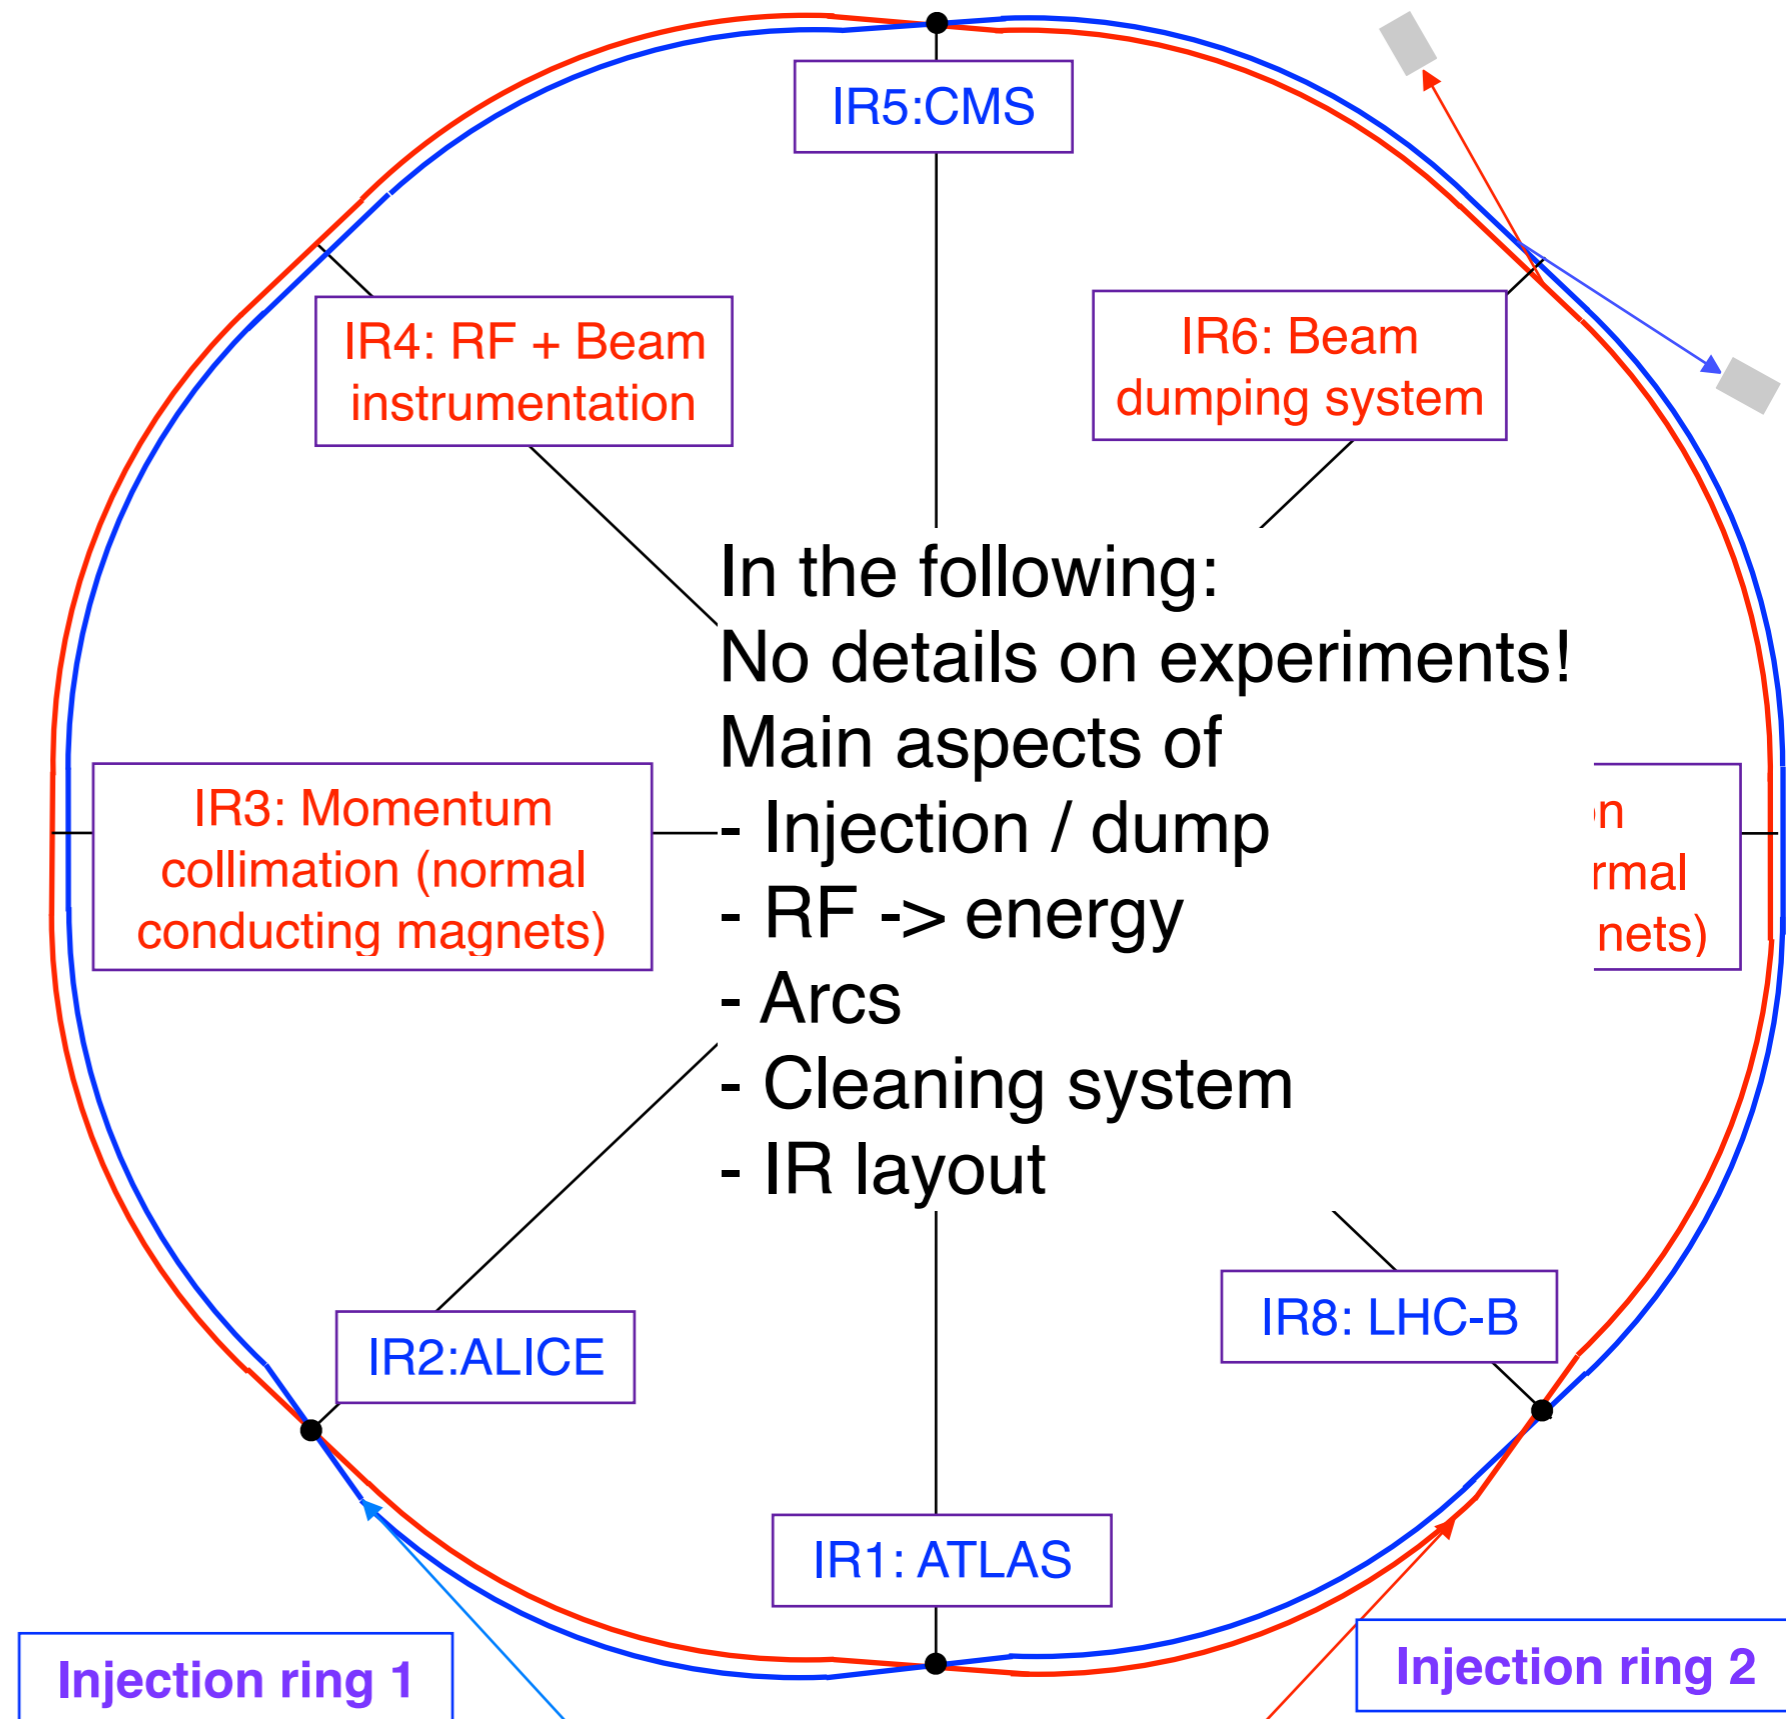 IR5:CMS
IR4: RF + Beam
instrumentation
IR6: Beam
dumping system
In the following:
No details on experiments!
Main aspects of
- Injection / dump
- RF -> energy
- Arcs
- Cleaning system
- IR layout
IR3: Momentum
collimation (normal
conducting magnets)
n
rmal
nets)
IR2:ALICE
IR8: LHC-B
IR1: ATLAS
Injection ring 1
Injection ring 2